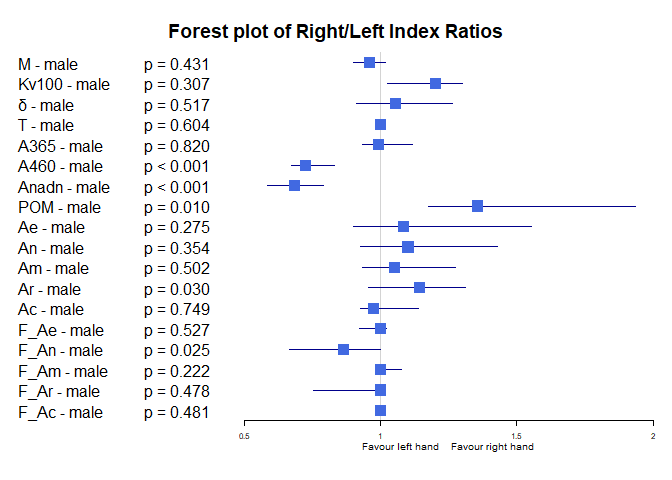 Forest plot of Right/Left Index Ratios
M - male p = 0.431
Kv100 - male p = 0.307
δ - male p = 0.517
T - male p = 0.604
A365 - male p = 0.820
A460 - male p < 0.001
Anadn - male p < 0.001
POM - male p = 0.010
Ae - male p = 0.275
An - male p = 0.354
Am - male p = 0.502
Ar - male p = 0.030
Ac - male p = 0.749
F_Ae - male p = 0.527
F_An - male p = 0.025
F_Am - male p = 0.222
F_Ar - male p = 0.478
F_Ac - male p = 0.481
0.5 1 1.5 2
Favour left hand Favour right hand